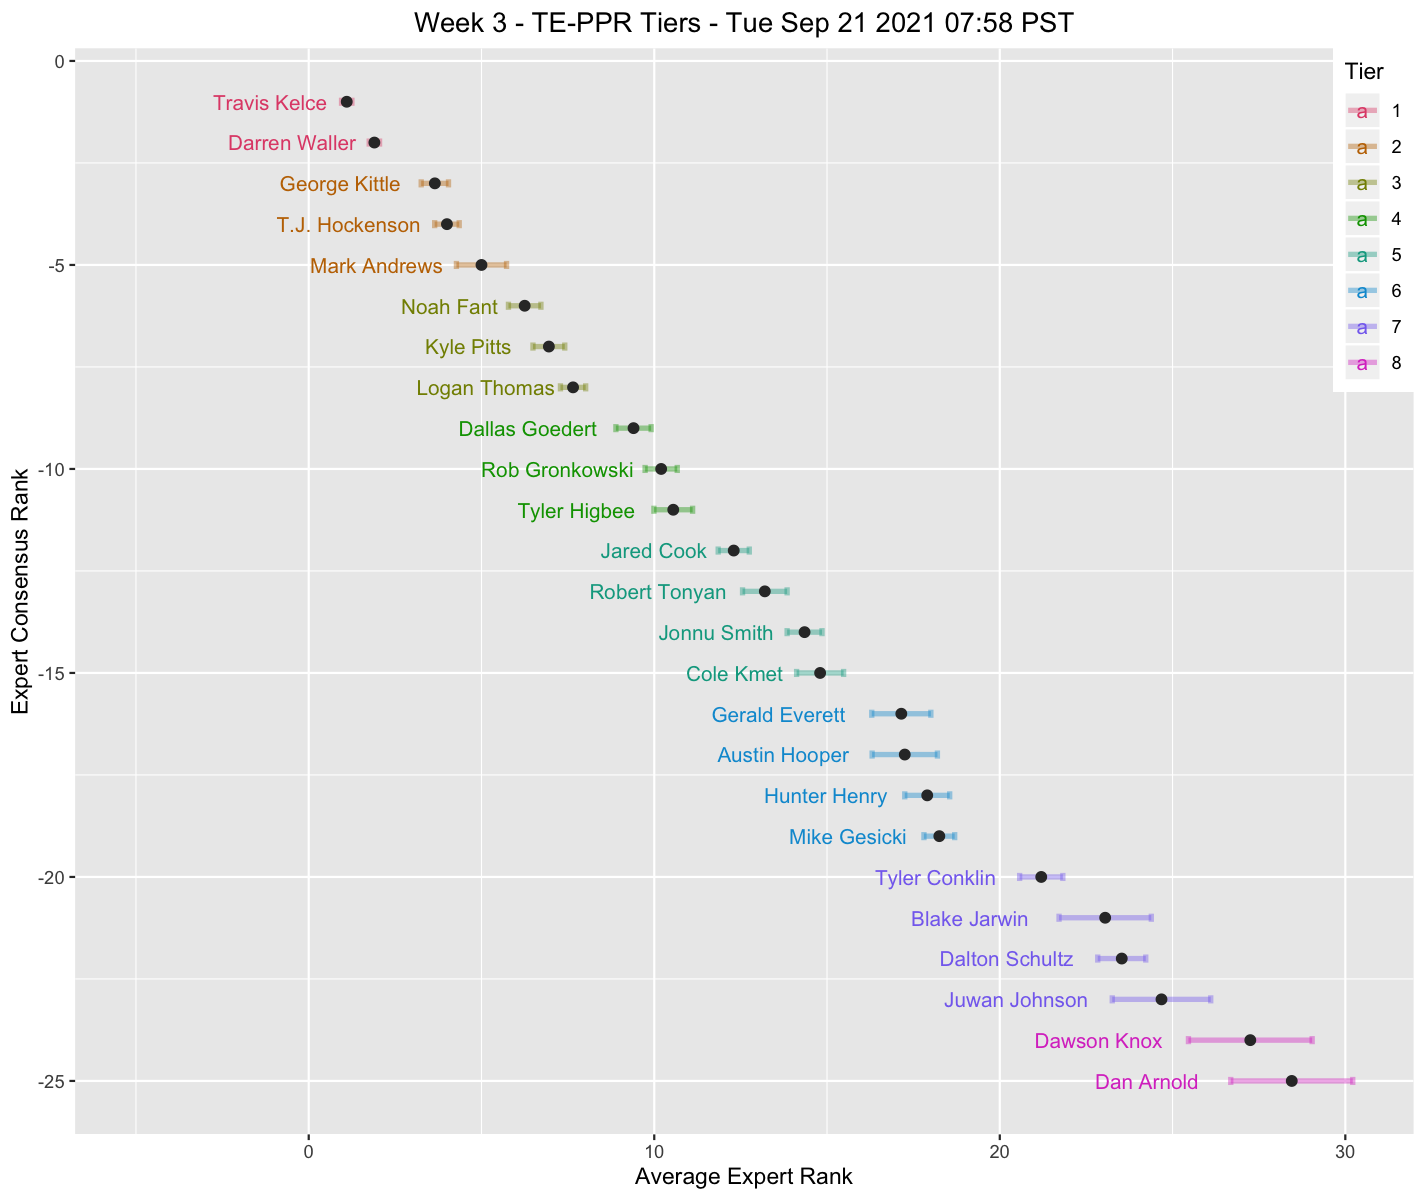 Week 3 - TE-PPR Tiers - Tue Sep 21 2021 07:58 PST
Expert Consensus Rank
0
-5
-10
-15
-20
-25
Travis Kelce
Darren Waller
George Kittle
T.J. Hockenson
Mark Andrews
Noah Fant
Kyle Pitts
Logan Thomas
Dallas Goedert
Rob Gronkowski
Tyler Higbee
Jared Cook
Robert Tonyan
Jonnu Smith
Cole Kmet
Gerald Everett
Austin Hooper
Hunter Henry
Mike Gesicki
Tyler Conklin
Blake Jarwin
Dalton Schultz
Juwan Johnson
Dawson Knox
Dan Arnold
Tier
a 1
a 2
a 3
a 4
a 5
a 6
a 7
a 8
0 10 20 30
Average Expert Rank